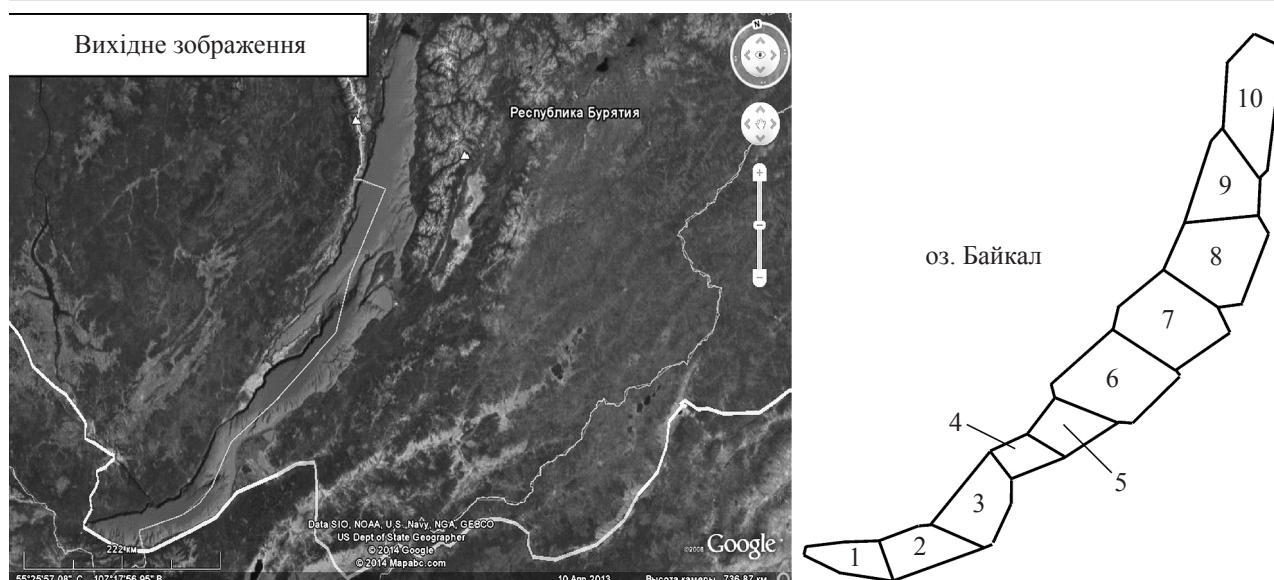 Вихідне зображення
N
Республика Бурятия
Data SIO, NOAA, U.S. Navy, NGA, GEBCO
US Dept of State Geographer
© 2014 Google
© 2014 Mapabc.com
©2008 Google
222 км
55°25'57.08" С 107°17'56.95" В
10 Апр 2013
Высота камеры 736.87 км
оз. Байкал
10
9
8
7
6
4
5
3
1
2